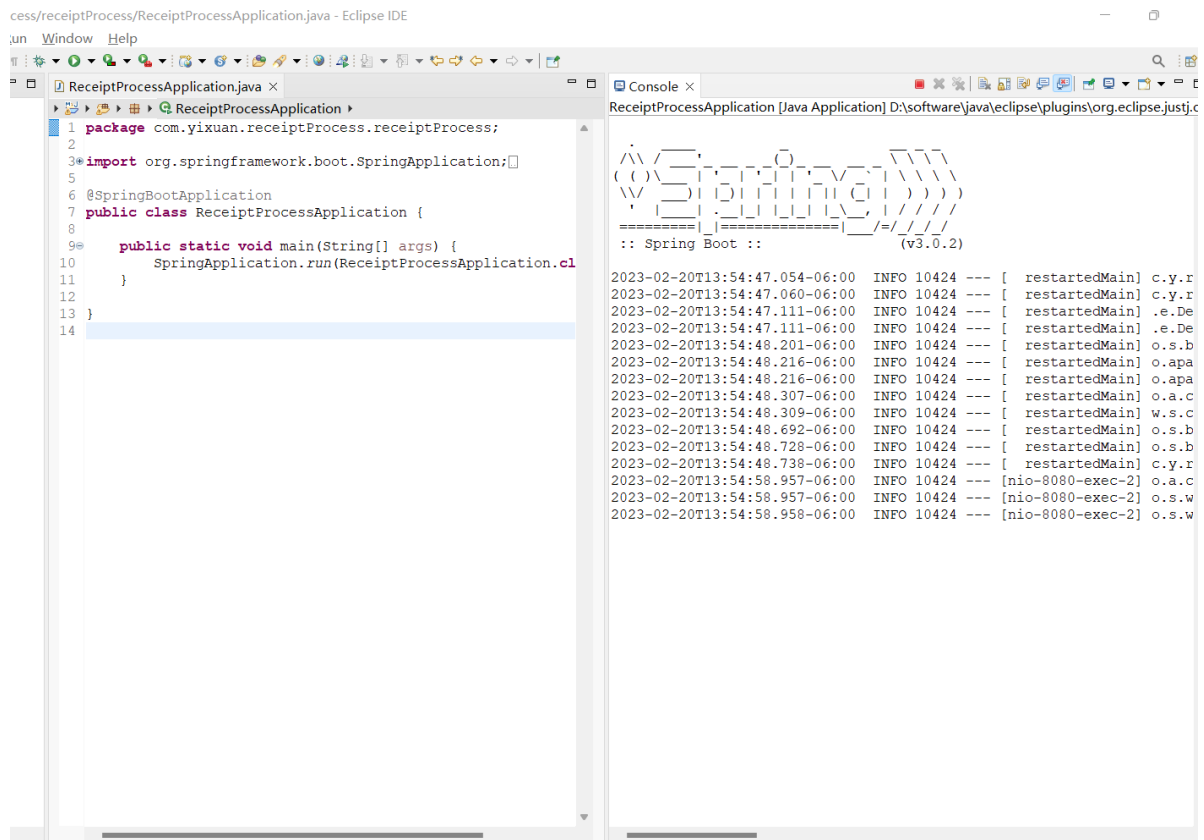 cess/receiptProcess/ReceiptProcessApplication.java - Eclipse IDE
Window Help
ReceiptProcessApplication.java
ReceiptProcessApplication
1 package com.yixuan.receiptProcess.receiptProcess;
2
3 import org.springframework.boot.SpringApplication;
5
6 @SpringBootApplication
7 public class ReceiptProcessApplication {
8
9 public static void main(String[] args) {
10 SpringApplication.run(ReceiptProcessApplication.cl
11 }
12
13 }
14
Console
ReceiptProcessApplication [Java Application] D:\software\java\eclipse\plugins\org.eclipse.justj.o
Spring
:: Spring Boot :: (v3.0.2)
2023-02-20T13:54:47.054-06:00 INFO 10424 --- [ restartedMain] c.y.r
2023-02-20T13:54:47.060-06:00 INFO 10424 --- [ restartedMain] c.y.r
2023-02-20T13:54:47.111-06:00 INFO 10424 --- [ restartedMain] .e.De
2023-02-20T13:54:47.111-06:00 INFO 10424 --- [ restartedMain] .e.De
2023-02-20T13:54:48.201-06:00 INFO 10424 --- [ restartedMain] o.s.b
2023-02-20T13:54:48.216-06:00 INFO 10424 --- [ restartedMain] o.apa
2023-02-20T13:54:48.216-06:00 INFO 10424 --- [ restartedMain] o.apa
2023-02-20T13:54:48.307-06:00 INFO 10424 --- [ restartedMain] o.a.c
2023-02-20T13:54:48.309-06:00 INFO 10424 --- [ restartedMain] w.s.c
2023-02-20T13:54:48.692-06:00 INFO 10424 --- [ restartedMain] o.s.b
2023-02-20T13:54:48.728-06:00 INFO 10424 --- [ restartedMain] o.s.b
2023-02-20T13:54:48.738-06:00 INFO 10424 --- [ restartedMain] c.y.r
2023-02-20T13:54:58.957-06:00 INFO 10424 --- [nio-8080-exec-2] o.a.c
2023-02-20T13:54:58.957-06:00 INFO 10424 --- [nio-8080-exec-2] o.s.w
2023-02-20T13:54:58.958-06:00 INFO 10424 --- [nio-8080-exec-2] o.s.w